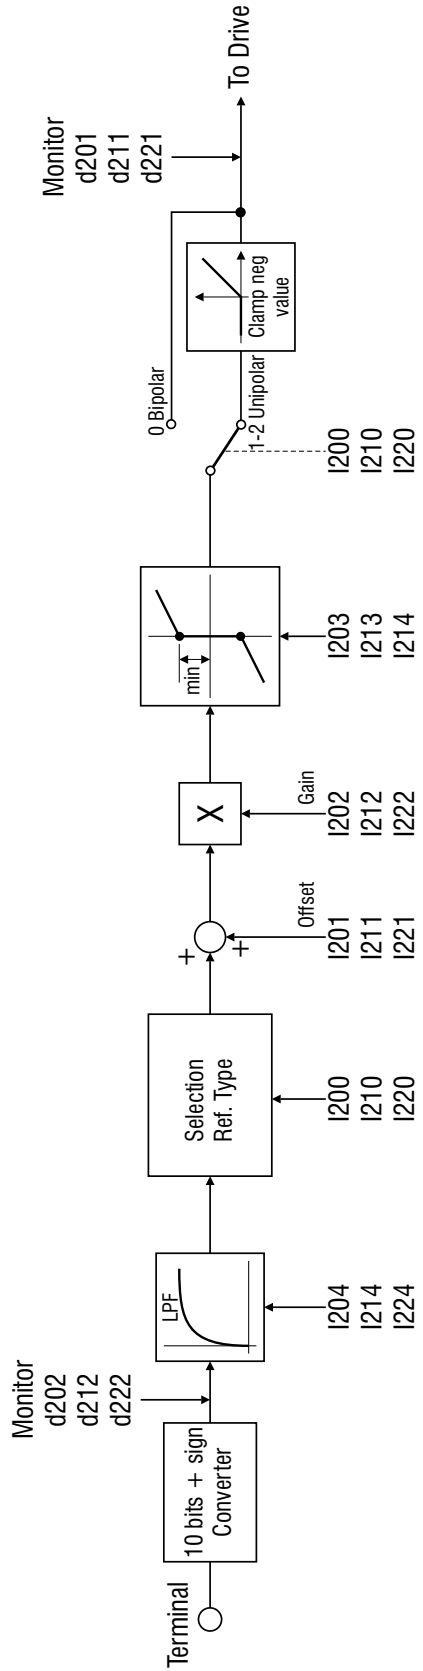 Terminal
10 bits + sign
Converter
Monitor
d202
d212
d222
LPF
I204
I214
I224
Selection
Ref. Type
I200
I210
I220
+
+
Offset
I201
I211
I221
X
Gain
I202
I212
I222
min
I203
I213
I214
0 Bipolar
1-2 Unipolar
I200
I210
I220
Clamp neg
value
Monitor
d201
d211
d221
To Drive